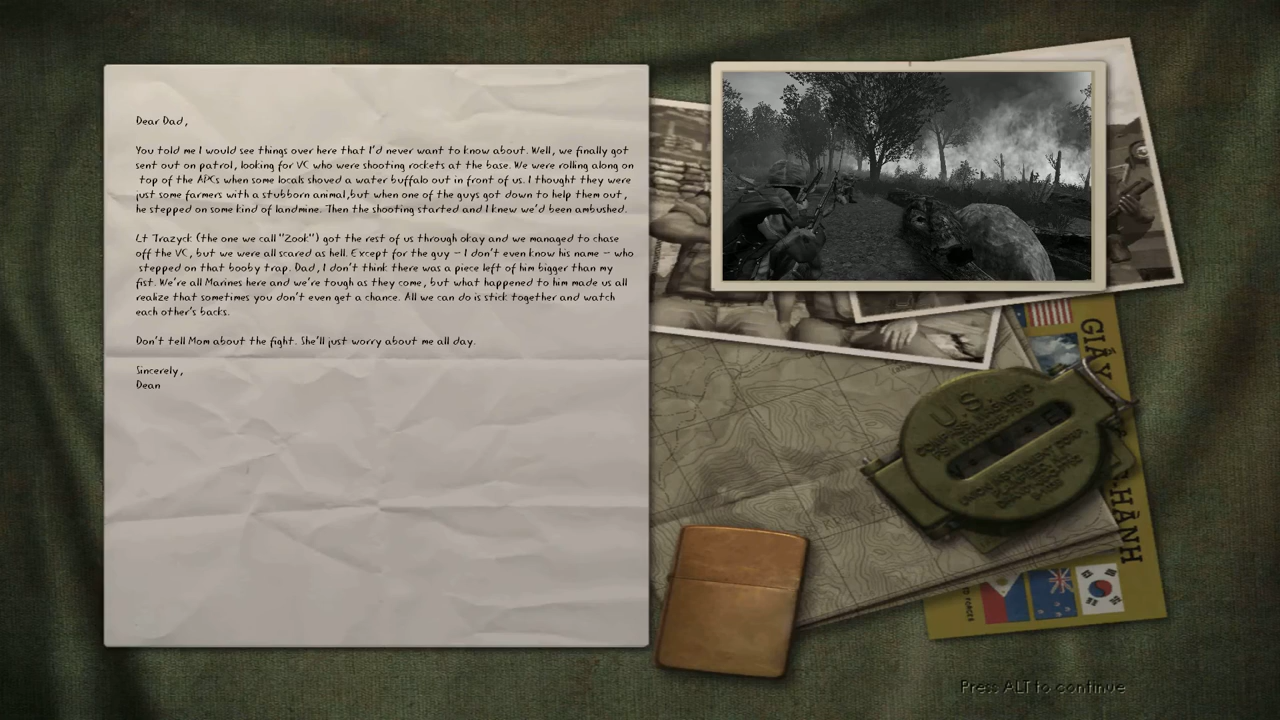 Dear Dad,
You told me I would see things over here that I'd never want to know about. Well, we finally got
sent out on patrol, looking for VC who were shooting rockets at the base. We were rolling along on
top of the APCs when some locals shoved a water buffalo out in front of us. I thought they were
just some farmers with a stubborn animal,but when one of the guys got down to help them out,
he stepped on some kind of landmine. Then the shooting started and I knew we'd been ambushed.
Lt Trazyck (the one we call "Zook") got the rest of us through okay and we managed to chase
off the VC, but we were all scared as hell. Except for the guy - I don't even know his name - who
stepped on that booby trap. Dad, I don't think there was a piece left of him bigger than my
fist. We're all Marines here and we're tough as they come, but what happened to him made us all
realize that sometimes you don't even get a chance. All we can do is stick together and watch
each other's backs.
Don't tell Mom about the fight. She'll just worry about me all day.
Sincerely,
Dean
GIẤY
HÀNH
U.S.
Press ALT to continue